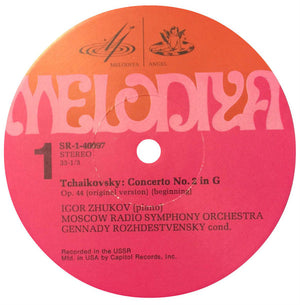 MELODIYA ANGEL
MELODIYA
SR-1-40097
STEREO
33-1/3
1
Tchaikovsky: Concerto No. 2 in G
Op. 44 [original version] [beginning]
IGOR ZHUKOV (piano)
MOSCOW RADIO SYMPHONY ORCHESTRA
GENNADY ROZHDESTVENSKY cond.
Recorded in the USSR
Mfd. in USA by Capitol Records, Inc.